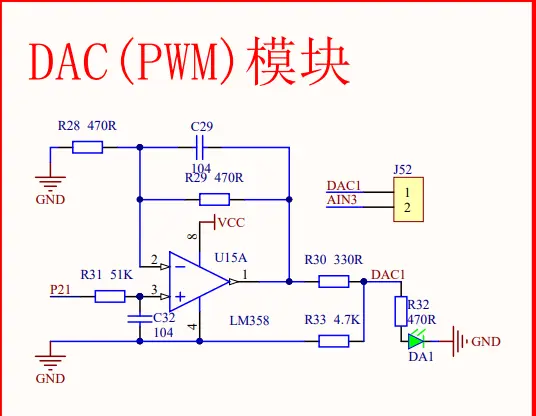 DAC(PWM)模块
R28 470R
C29
104
R29 470R
GND
J52
DAC1
1
AIN3
2
VCC
8
U15A
2
1
R30 330R
DAC1
P21
R31 51K
3
C32
104
4
LM358
R33 4.7K
R32
470R
GND
DA1
GND